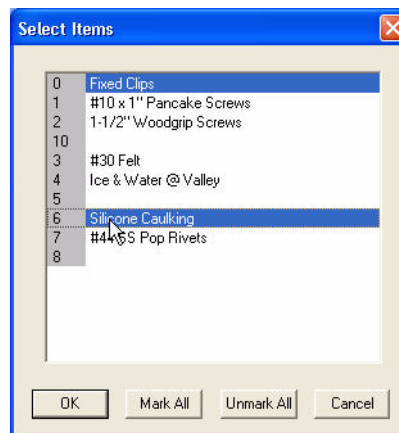 Select Items
0 Fixed Clips
1 #10 x 1" Pancake Screws
2 1-1/2" Woodgrip Screws
10
3 #30 Felt
4 Ice & Water @ Valley
5
6 Silicone Caulking
7 Pop Rivets
8
OK Mark All Unmark All Cancel